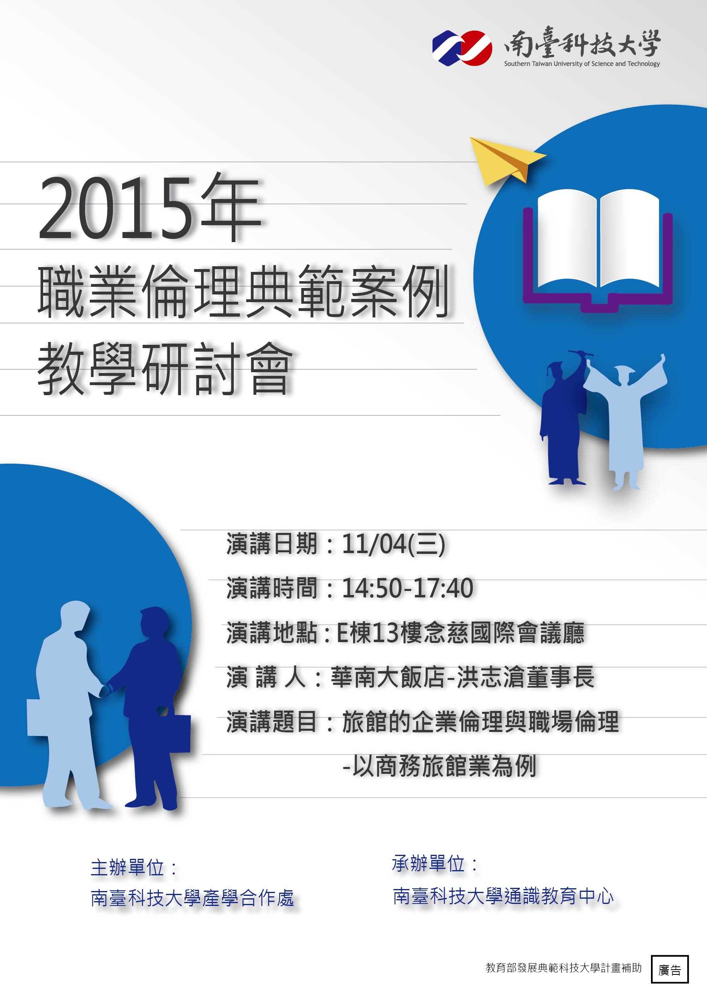 南臺科技大學
Southern Taiwan University of Science and Technology
2015年
職業倫理典範案例
教學研討會
演講日期：11/04(三)
演講時間：14:50-17:40
演講地點：E棟13樓念慈國際會議廳
演 講 人：華南大飯店-洪志滄董事長
演講題目：旅館的企業倫理與職場倫理
-以商務旅館業為例
主辦單位：
南臺科技大學產學合作處
承辦單位：
南臺科技大學通識教育中心
教育部發展典範科技大學計畫補助
廣告